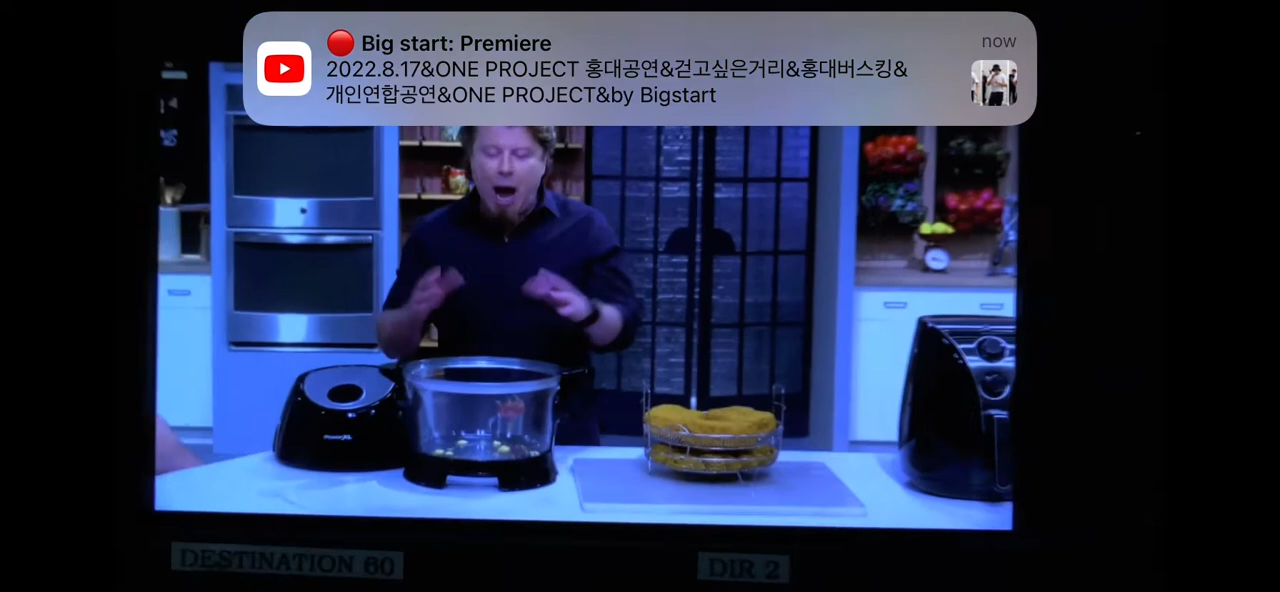 Big start: Premiere
now
2022.8.17&ONE PROJECT 홍대공연&걷고싶은거리&홍대버스킹&
개인연합공연&ONE PROJECT&by Bigstart
PowerXL
DESTINATION 60
DIR 2